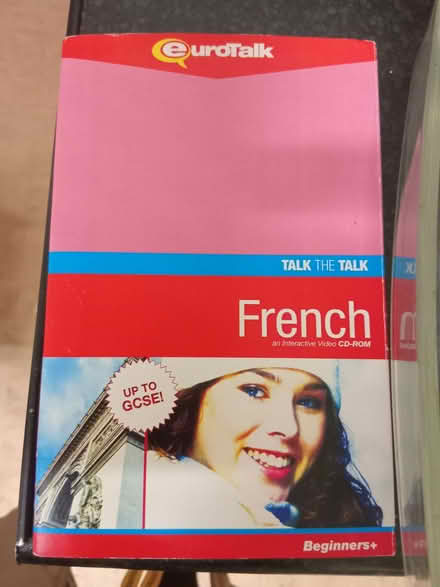 euroTalk
TALK THE TALK
French
an Interactive Video CD-ROM
UP TO
GCSE!
Beginners+